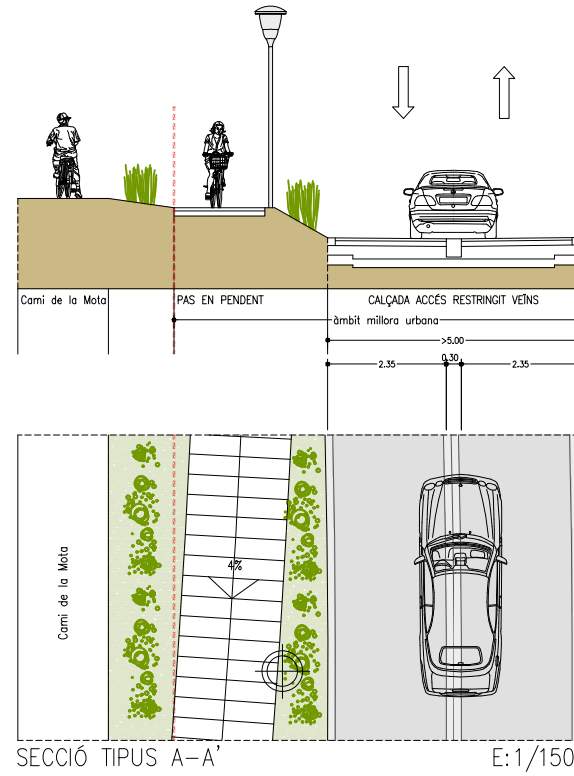 Camí de la Mota
PAS EN PENDENT
CALÇADA ACCÉS RESTRINGIT VEÏNS
àmbit millora urbana
>5.00
2.35
0.30
2.35
Camí de la Mota
4%
SECCIÓ TIPUS A-A'
E:1/150